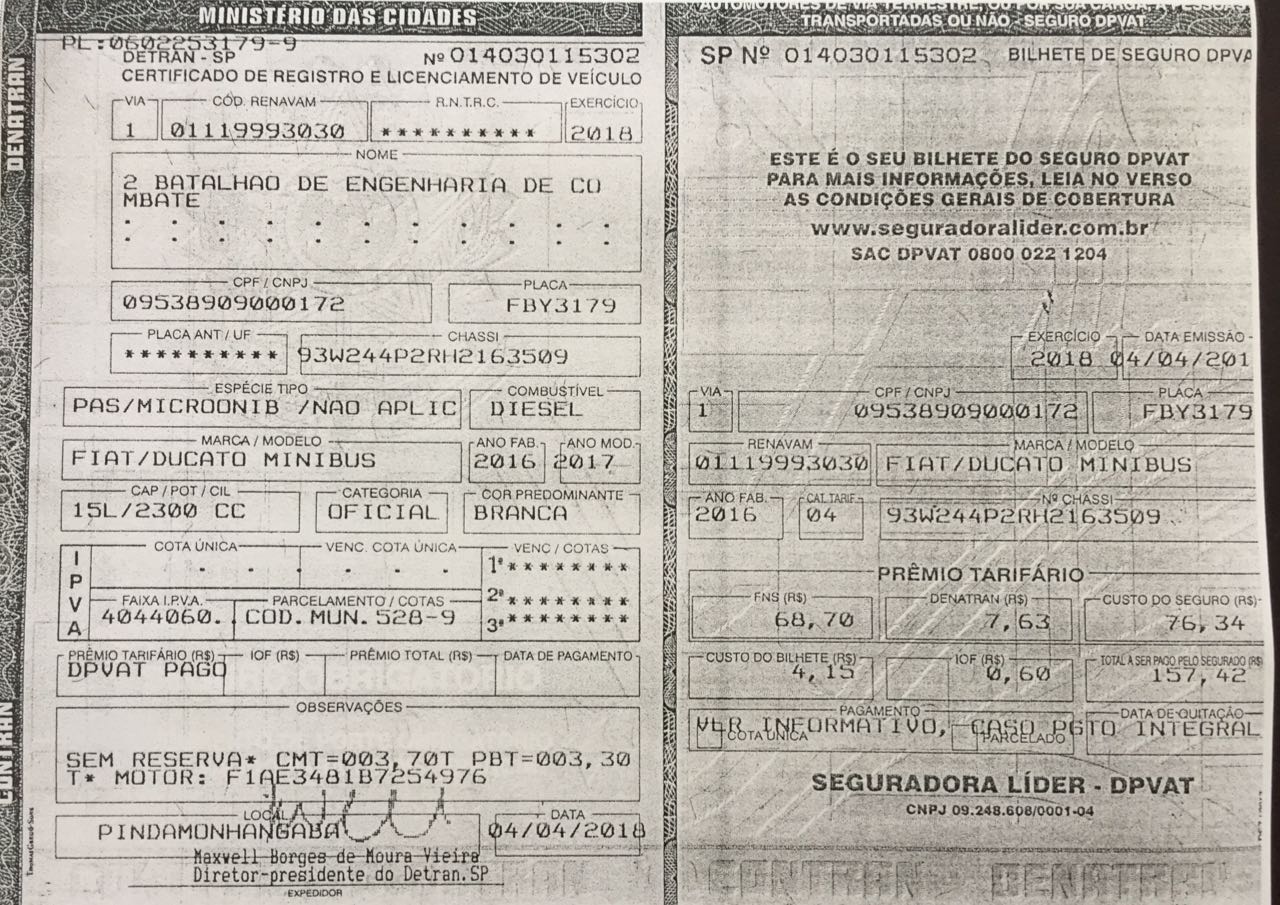 MINISTÉRIO DAS CIDADES
PL:0602253179-9
DETRAN - SP Nº 014030115302
CERTIFICADO DE REGISTRO E LICENCIAMENTO DE VEÍCULO
VIA CÓD. RENAVAM R.N.T.R.C. EXERCÍCIO
1 01119993030 ********** 2018
NOME
2 BATALHAO DE ENGENHARIA DE CO
MBATE
CPF / CNPJ PLACA
09538909000172 FBY3179
PLACA ANT / UF CHASSI
********** 93W244P2RH2163509
ESPÉCIE TIPO COMBUSTÍVEL
PAS/MICROONIB /NAO APLIC DIESEL
MARCA / MODELO ANO FAB. ANO MOD.
FIAT/DUCATO MINIBUS 2016 2017
CAP / POT / CIL CATEGORIA COR PREDOMINANTE
15L/2300 CC OFICIAL BRANCA
IPVA
COTA ÚNICA VENC. COTA ÚNICA VENC / COTAS
1ª ********
FAIXA I.P.V.A. PARCELAMENTO / COTAS 2ª ********
4044060. COD.MUN.528-9 3ª ********
PRÊMIO TARIFÁRIO (R$) IOF (R$) PRÊMIO TOTAL (R$) DATA DE PAGAMENTO
DPVAT PAGO
OBSERVAÇÕES
SEM RESERVA* CMT=003,70T PBT=003,30
T* MOTOR: F1AE3481B7254976
LOCAL DATA
PINDAMONHANGABA 04/04/2018
Maxwell Borges de Moura Vieira
Diretor-presidente do Detran.SP
EXPEDIDOR
DENATRAN
CONTRAN
AUTOMOTORES DE VIA TERRESTRE, OU POR SUA CARGA, A PESSOAS
TRANSPORTADAS OU NÃO - SEGURO DPVAT
SP Nº 014030115302 BILHETE DE SEGURO DPVA
ESTE É O SEU BILHETE DO SEGURO DPVAT
PARA MAIS INFORMAÇÕES, LEIA NO VERSO
AS CONDIÇÕES GERAIS DE COBERTURA
www.seguradoralider.com.br
SAC DPVAT 0800 022 1204
EXERCÍCIO DATA EMISSÃO
2018 04/04/201
VIA CPF / CNPJ PLACA
1 09538909000172 FBY3179
RENAVAM MARCA / MODELO
01119993030 FIAT/DUCATO MINIBUS
ANO FAB. CAT. TARIF. Nº CHASSI
2016 04 93W244P2RH2163509
PRÊMIO TARIFÁRIO
FNS (R$) DENATRAN (R$) CUSTO DO SEGURO (R$)
68,70 7,63 76,34
CUSTO DO BILHETE (R$) IOF (R$) TOTAL A SER PAGO PELO SEGURADO (R$)
4,15 0,60 157,42
PAGAMENTO DATA DE QUITAÇÃO
VER INFORMATIVO, CASO PGTO INTEGRAL
COTA ÚNICA PARCELADO
SEGURADORA LÍDER - DPVAT
CNPJ 09.248.608/0001-04